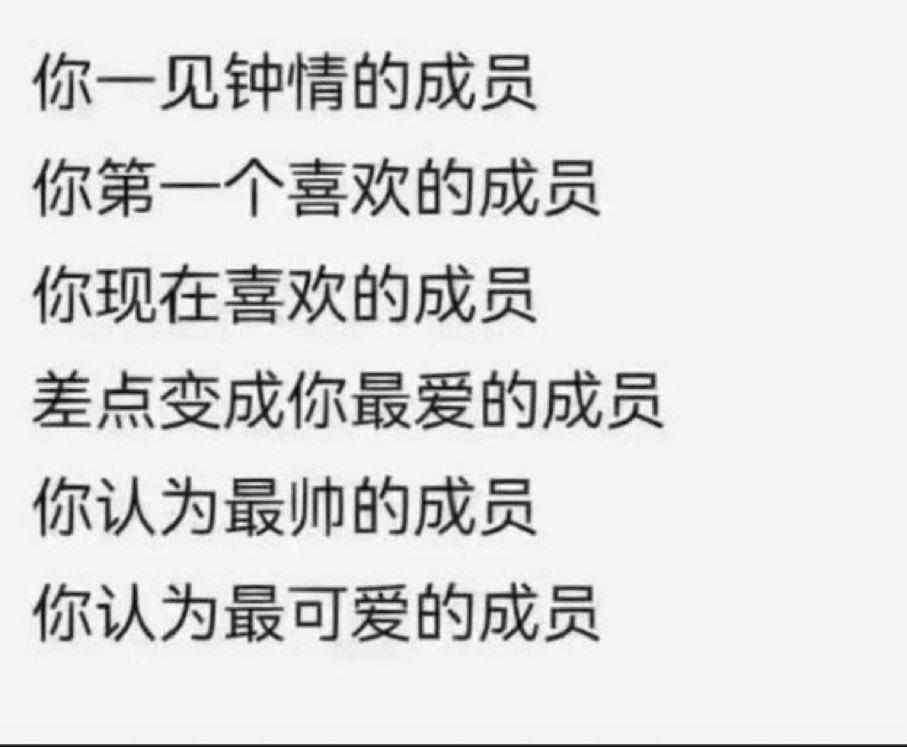 你一见钟情的成员
你第一个喜欢的成员
你现在喜欢的成员
差点变成你最爱的成员
你认为最帅的成员
你认为最可爱的成员